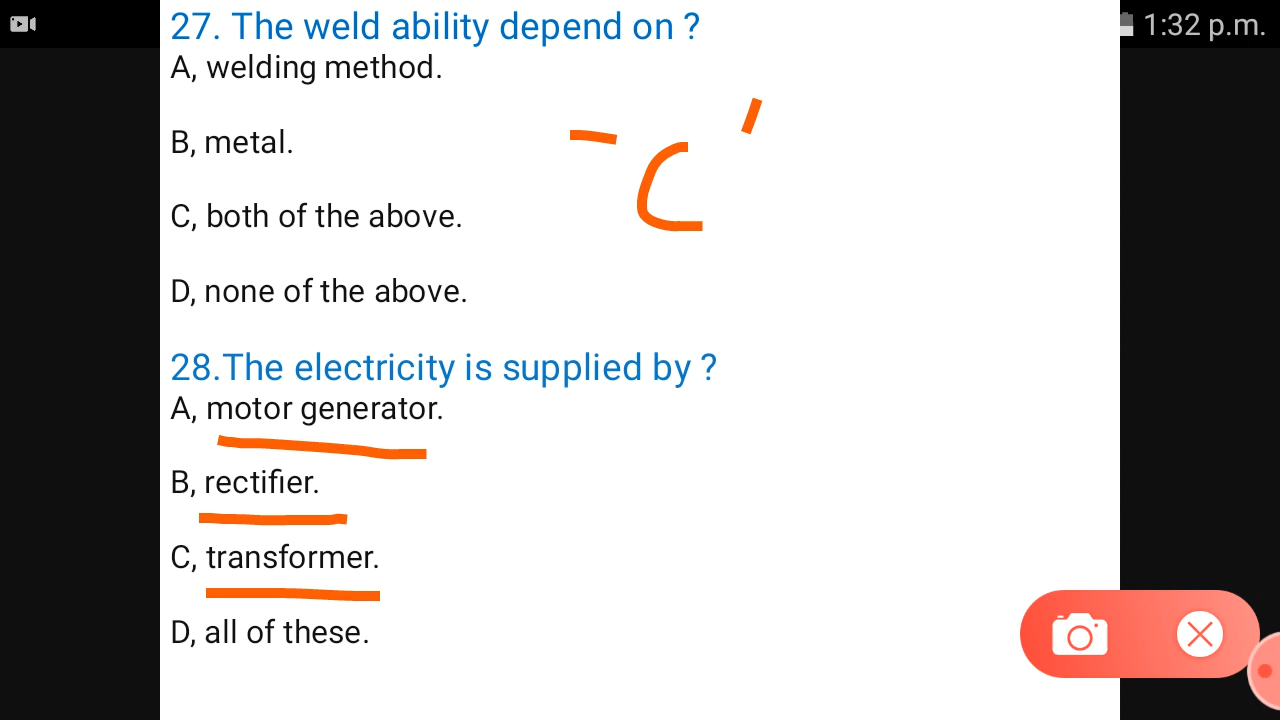 1:32 p.m.
27. The weld ability depend on ?
A, welding method.
B, metal.
C
C, both of the above.
D, none of the above.
28.The electricity is supplied by ?
A, motor generator.
B, rectifier.
C, transformer.
D, all of these.